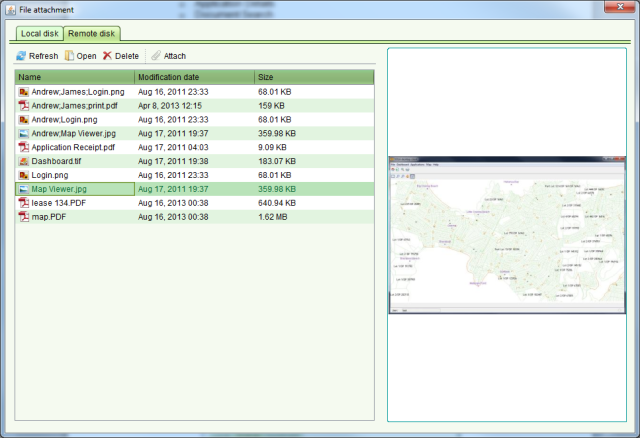 Application Details
Document Search
File attachment
Local disk Remote disk
Refresh Open Delete Attach
Name Modification date Size
Andrew;James;Login.png Aug 16, 2011 23:33 68.01 KB
Andrew;James;print.pdf Apr 8, 2013 12:15 159 KB
Andrew;Login.png Aug 16, 2011 23:33 68.01 KB
Andrew;Map Viewer.jpg Aug 17, 2011 19:37 359.98 KB
Application Receipt.pdf Aug 17, 2011 04:03 9.09 KB
Dashboard.tif Aug 17, 2011 19:38 183.07 KB
Login.png Aug 16, 2011 23:33 68.01 KB
Map Viewer.jpg Aug 17, 2011 19:37 359.98 KB
lease 134.PDF Aug 16, 2013 00:38 640.94 KB
map.PDF Aug 16, 2013 00:38 1.62 MB